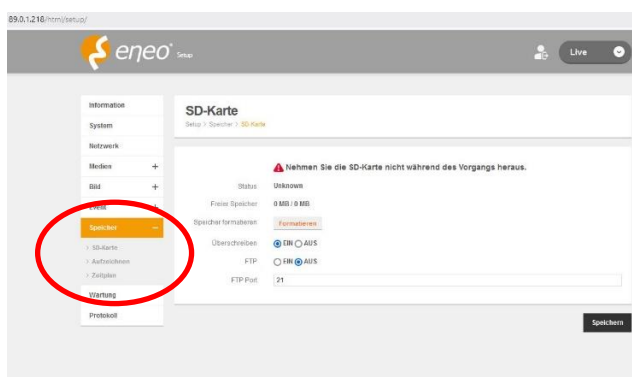 89.0.1.218/html/setup/
eneo Setup
Live
Information
System
Netzwerk
Medien +
Bild +
Event +
Speicher −
> SD-Karte
> Aufzeichnen
> Zeitplan
Wartung
Protokoll
SD-Karte
Setup > Speicher > SD-Karte
Nehmen Sie die SD-Karte nicht während des Vorgangs heraus.
Status Unknown
Freier Speicher 0 MB / 0 MB
Speicher formatieren Formatieren
Überschreiben EIN AUS
FTP EIN AUS
FTP Port 21
Speichern